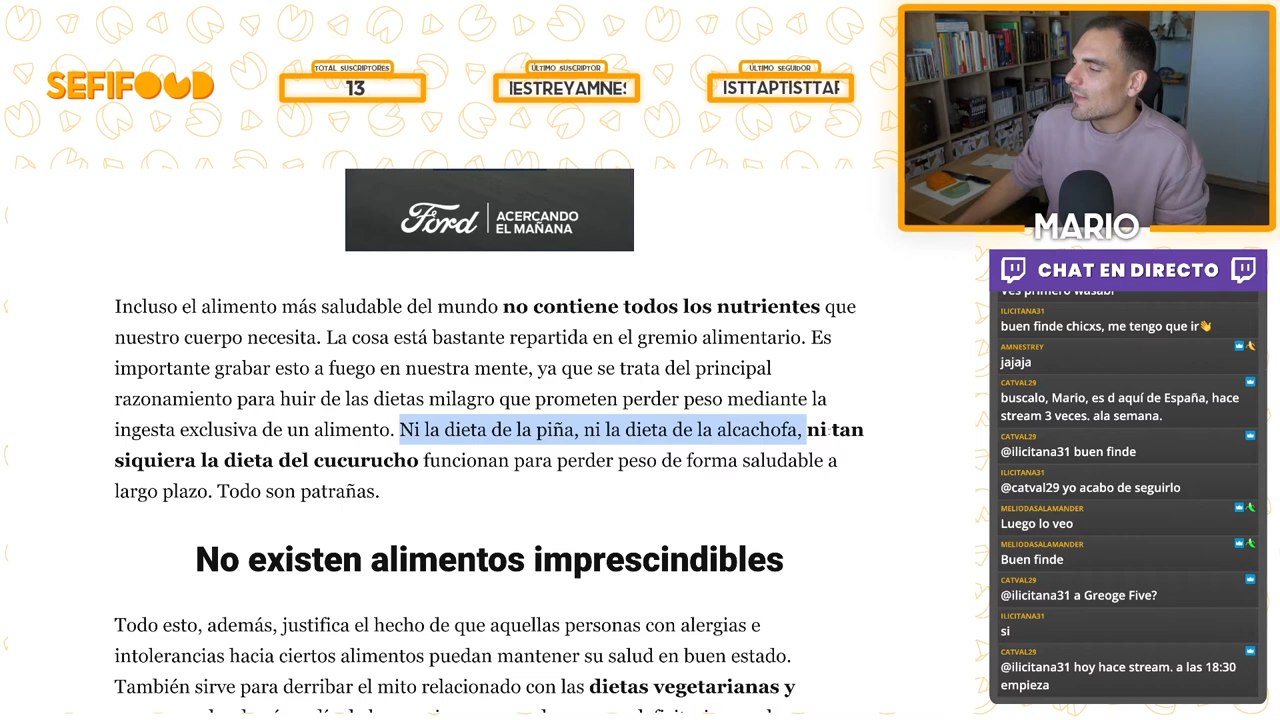 SEFIFOOD
TOTAL SUSCRIPTORES
13
ÚLTIMO SUSCRIPTOR
IESTREYAMNES
ÚLTIMO SEGUIDOR
ISTTAPTISTTAP
Ford
ACERCANDO
EL MAÑANA
Incluso el alimento más saludable del mundo no contiene todos los nutrientes que
nuestro cuerpo necesita. La cosa está bastante repartida en el gremio alimentario. Es
importante grabar esto a fuego en nuestra mente, ya que se trata del principal
razonamiento para huir de las dietas milagro que prometen perder peso mediante la
ingesta exclusiva de un alimento. Ni la dieta de la piña, ni la dieta de la alcachofa, ni tan
siquiera la dieta del cucurucho funcionan para perder peso de forma saludable a
largo plazo. Todo son patrañas.
No existen alimentos imprescindibles
Todo esto, además, justifica el hecho de que aquellas personas con alergias e
intolerancias hacia ciertos alimentos puedan mantener su salud en buen estado.
También sirve para derribar el mito relacionado con las dietas vegetarianas y
MARIO
CHAT EN DIRECTO
Ves primero wasabi
ILICITANA31
buen finde chicxs, me tengo que ir👋
AMNESTREY
jajaja
CATVAL29
buscalo, Mario, es d aquí de España, hace
stream 3 veces. ala semana.
CATVAL29
@ilicitana31 buen finde
ILICITANA31
@catval29 yo acabo de seguirlo
MELIODASALAMANDER
Luego lo veo
MELIODASALAMANDER
Buen finde
CATVAL29
@ilicitana31 a Greoge Five?
ILICITANA31
si
CATVAL29
@ilicitana31 hoy hace stream. a las 18:30
empieza